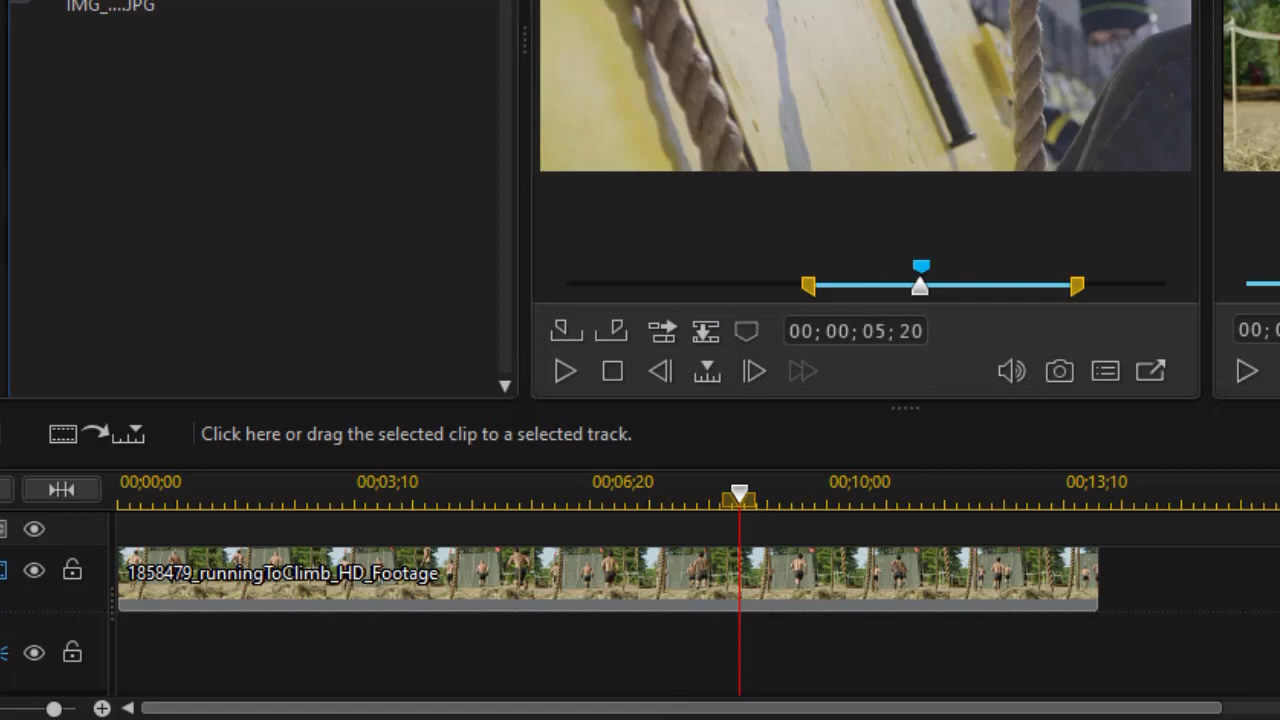 IMG_....JPG
00; 00; 05; 20
00; 0
Click here or drag the selected clip to a selected track.
00;00;00
00;03;10
00;06;20
00;10;00
00;13;10
1858479_runningToClimb_HD_Footage